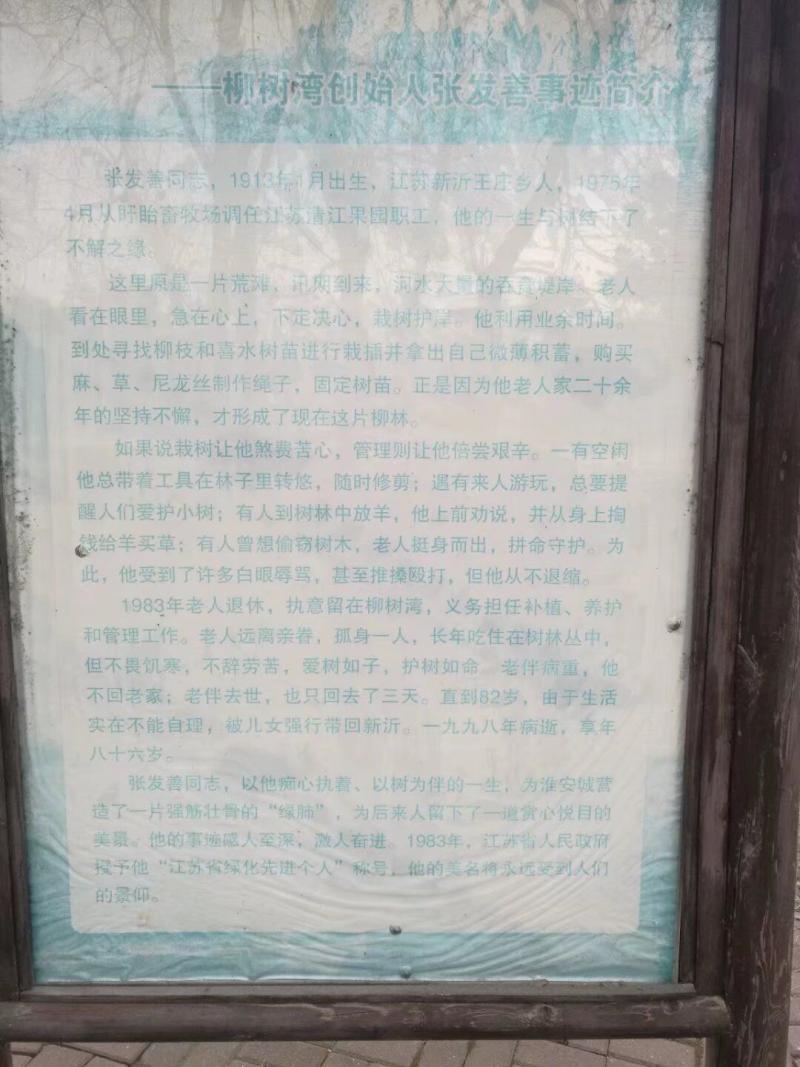 ——柳树湾创始人张发善事迹简介
张发善同志，1913年1月出生，江苏新沂王庄乡人，1975年
4月从盱眙畜牧场调任江苏清江果园职工，他的一生与树结下了
不解之缘。
这里原是一片荒滩，汛期到来，河水大量的吞竟堤岸。老人
看在眼里，急在心上，下定决心，栽树护岸。他利用业余时间。
到处寻找柳枝和喜水树苗进行栽插并拿出自己微薄积蓄，购买
麻、草、尼龙丝制作绳子，固定树苗。正是因为他老人家二十余
年的坚持不懈，才形成了现在这片柳林。
如果说栽树让他煞费苦心，管理则让他倍尝艰辛。一有空闲
他总带着工具在林子里转悠，随时修剪；遇有来人游玩，总要提
醒人们爱护小树；有人到树林中放羊，他上前劝说，并从身上掏
钱给羊买草；有人曾想偷窃树木，老人挺身而出，拼命守护。为
此，他受到了许多白眼辱骂，甚至推搡殴打，但他从不退缩。
1983年老人退休，执意留在柳树湾，义务担任补植、养护
和管理工作。老人远离亲眷，孤身一人，长年吃住在树林丛中，
但不畏饥寒，不辞劳苦，爱树如子，护树如命　老伴病重，他
不回老家；老伴去世，也只回去了三天。直到82岁，由于生活
实在不能自理，被儿女强行带回新沂。一九九八年病逝，享年
八十六岁。
张发善同志，以他痴心执着、以树为伴的一生，为淮安城营
造了一片强筋壮骨的“绿肺”，为后来人留下了一道赏心悦目的
美景。他的事迹感人至深，激人奋进。1983年，江苏省人民政府
授予他“江苏省绿化先进个人”称号，他的美名将永远受到人们
的景仰。